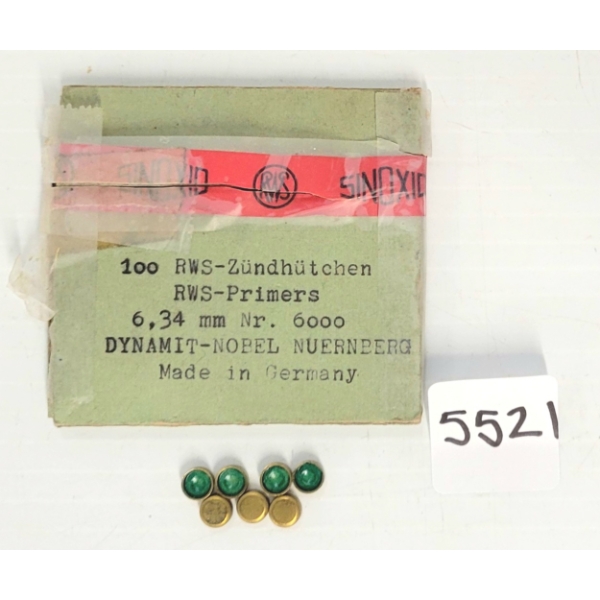 SINOXID RWS SINOXID
100 RWS-Zündhütchen
RWS-Primers
6,34 mm Nr. 6000
DYNAMIT-NOBEL NUERNBERG
Made in Germany
5521